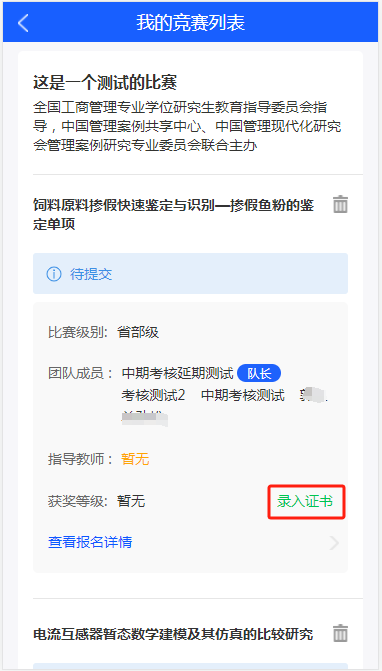 我的竞赛列表
这是一个测试的比赛
全国工商管理专业学位研究生教育指导委员会指
导，中国管理案例共享中心、中国管理现代化研究
会管理案例研究专业委员会联合主办
饲料原料掺假快速鉴定与识别—掺假鱼粉的鉴
定单项
待提交
比赛级别: 省部级
团队成员： 中期考核延期测试 队长
考核测试2 中期考核测试
指导教师： 暂无
获奖等级: 暂无 录入证书
查看报名详情
电流互感器暂态数学建模及其仿真的比较研究